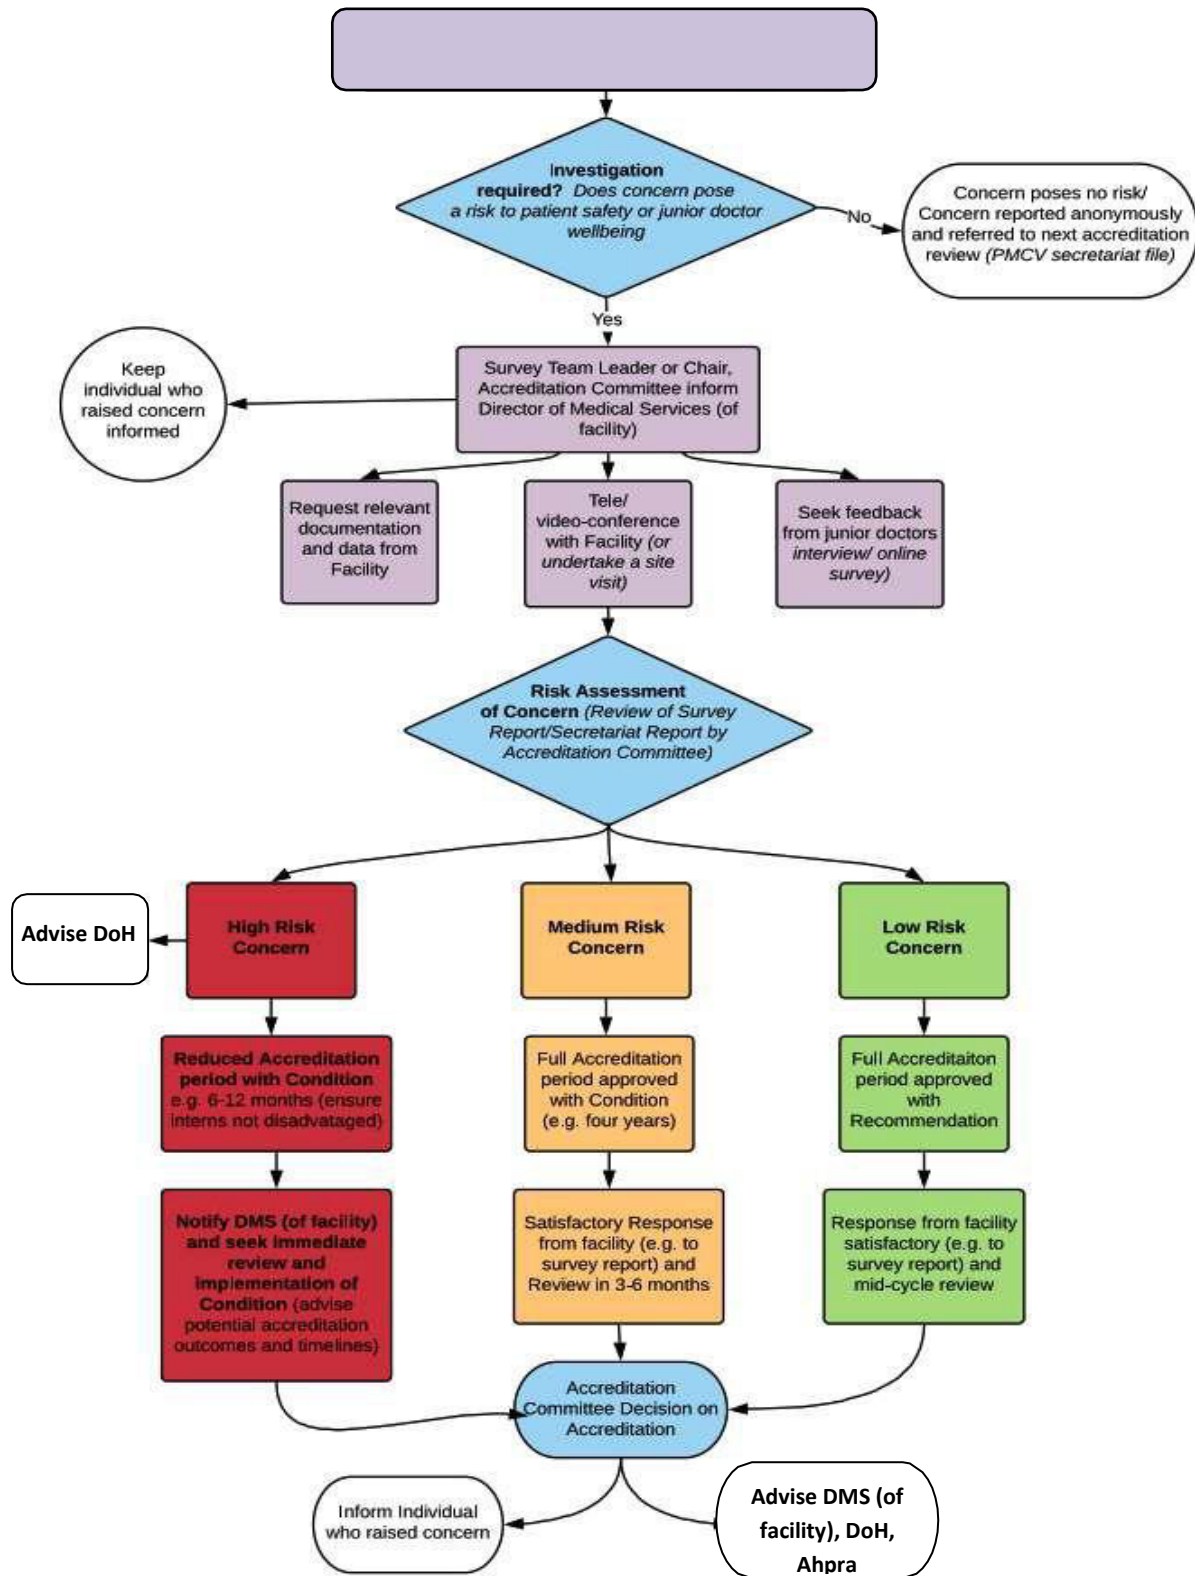 Investigation
required? Does concern pose
a risk to patient safety or junior doctor
wellbeing
No
Concern poses no risk/
Concern reported anonymously
and referred to next accreditation
review (PMCV secretariat file)
Yes
Keep
individual who
raised concern
informed
Survey Team Leader or Chair,
Accreditation Committee inform
Director of Medical Services (of
facility)
Request relevant
documentation
and data from
Facility
Tele/
video-conference
with Facility (or
undertake a site
visit)
Seek feedback
from junior doctors
interview/ online
survey)
Risk Assessment
of Concern (Review of Survey
Report/Secretariat Report by
Accreditation Committee)
Advise DoH
High Risk
Concern
Medium Risk
Concern
Low Risk
Concern
Reduced Accreditation
period with Condition
e.g. 6-12 months (ensure
interns not disadvataged)
Full Accreditation
period approved
with Condition
(e.g. four years)
Full Accreditaiton
period approved
with
Recommendation
Notify DMS (of facility)
and seek immediate
review and
implementation of
Condition (advise
potential accreditation
outcomes and timelines)
Satisfactory Response
from facility (e.g. to
survey report) and
Review in 3-6 months
Response from facility
satisfactory (e.g. to
survey report) and
mid-cycle review
Accreditation
Committee Decision on
Accreditation
Inform Individual
who raised concern
Advise DMS (of
facility), DoH,
Ahpra